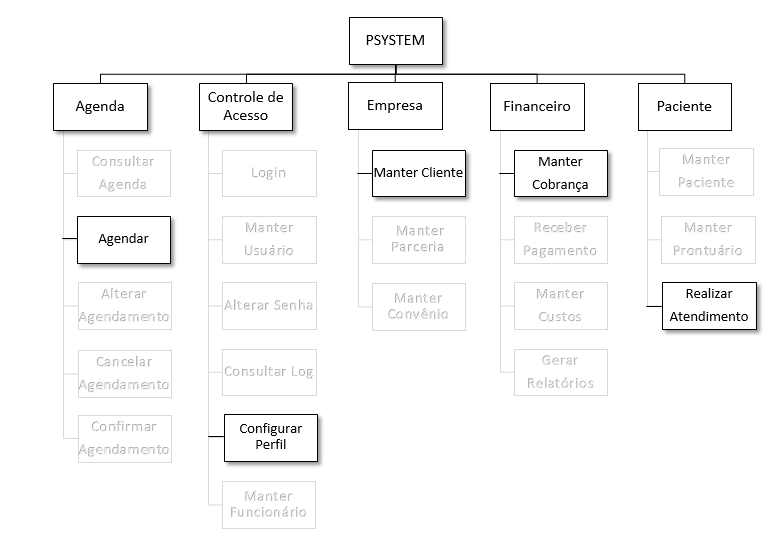 PSYSTEM
Agenda
Consultar
Agenda
Agendar
Alterar
Agendamento
Cancelar
Agendamento
Confirmar
Agendamento
Controle de
Acesso
Login
Manter
Usuário
Alterar Senha
Consultar Log
Configurar
Perfil
Manter
Funcionário
Empresa
Manter Cliente
Manter
Parceria
Manter
Convênio
Financeiro
Manter
Cobrança
Receber
Pagamento
Manter
Custos
Gerar
Relatórios
Paciente
Manter
Paciente
Manter
Prontuário
Realizar
Atendimento